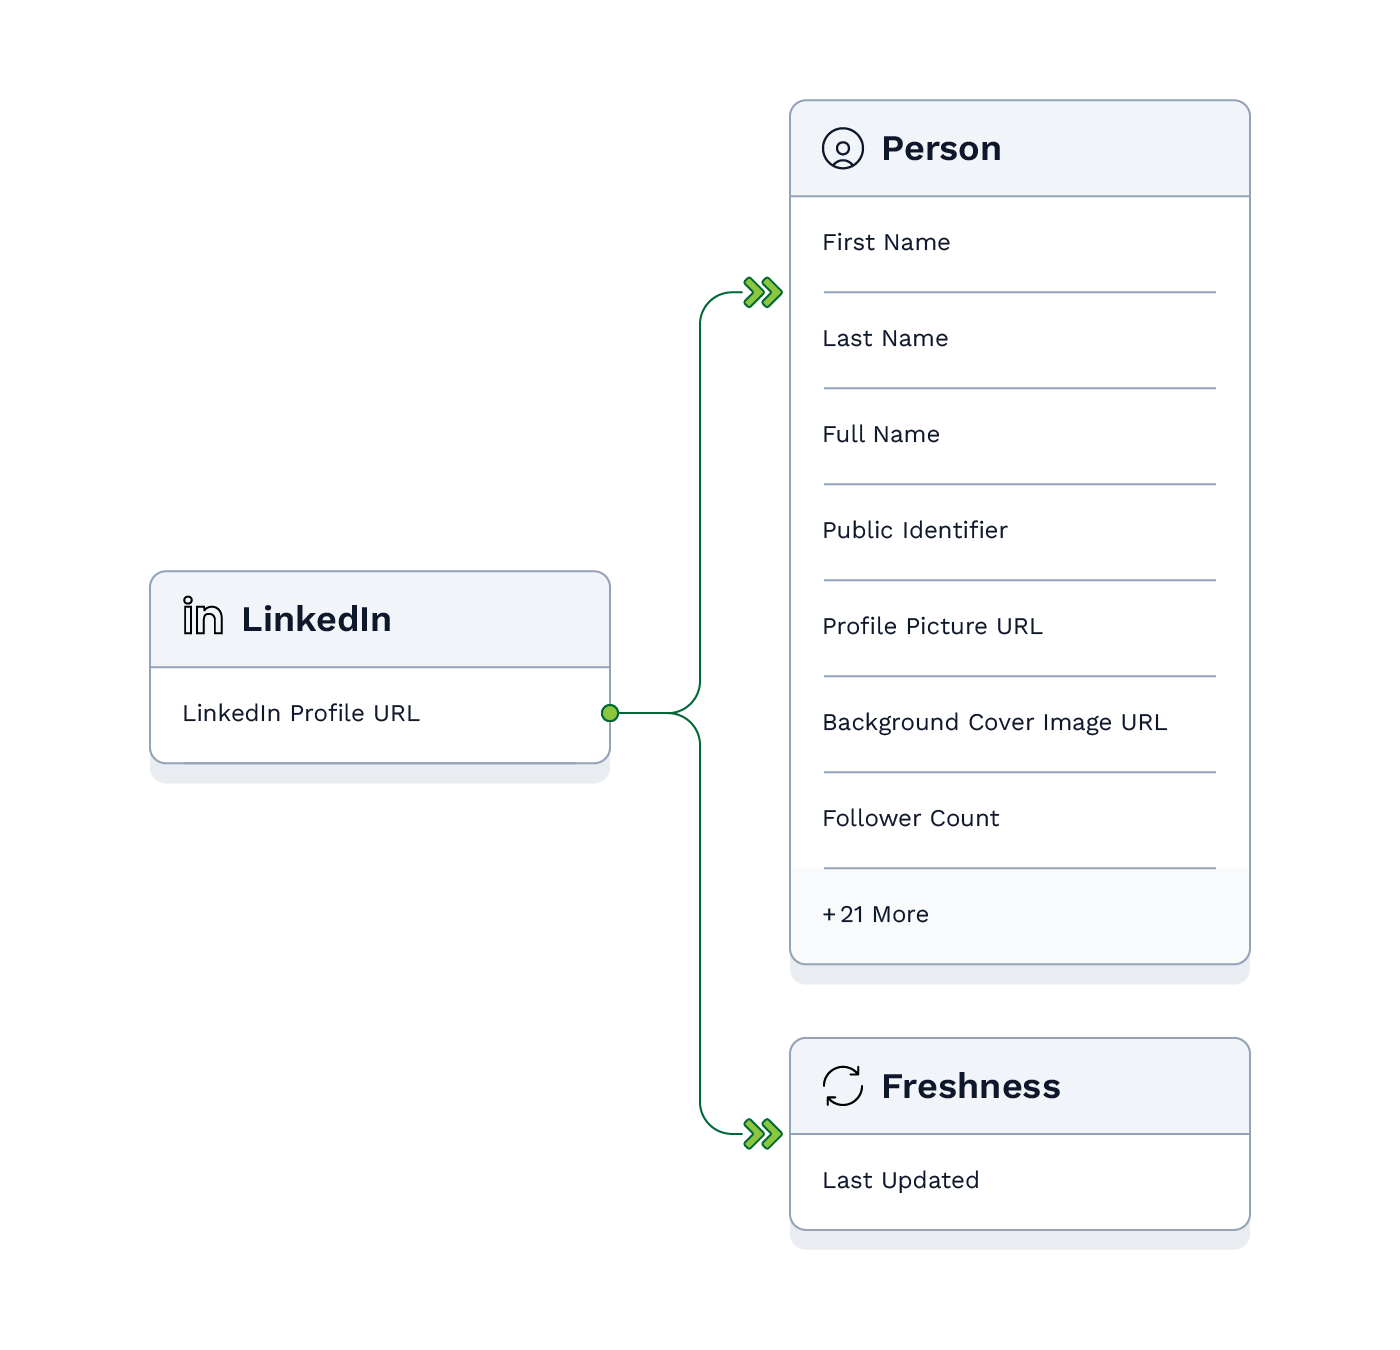 LinkedIn
LinkedIn Profile URL
Person
First Name
Last Name
Full Name
Public Identifier
Profile Picture URL
Background Cover Image URL
Follower Count
+21 More
Freshness
Last Updated